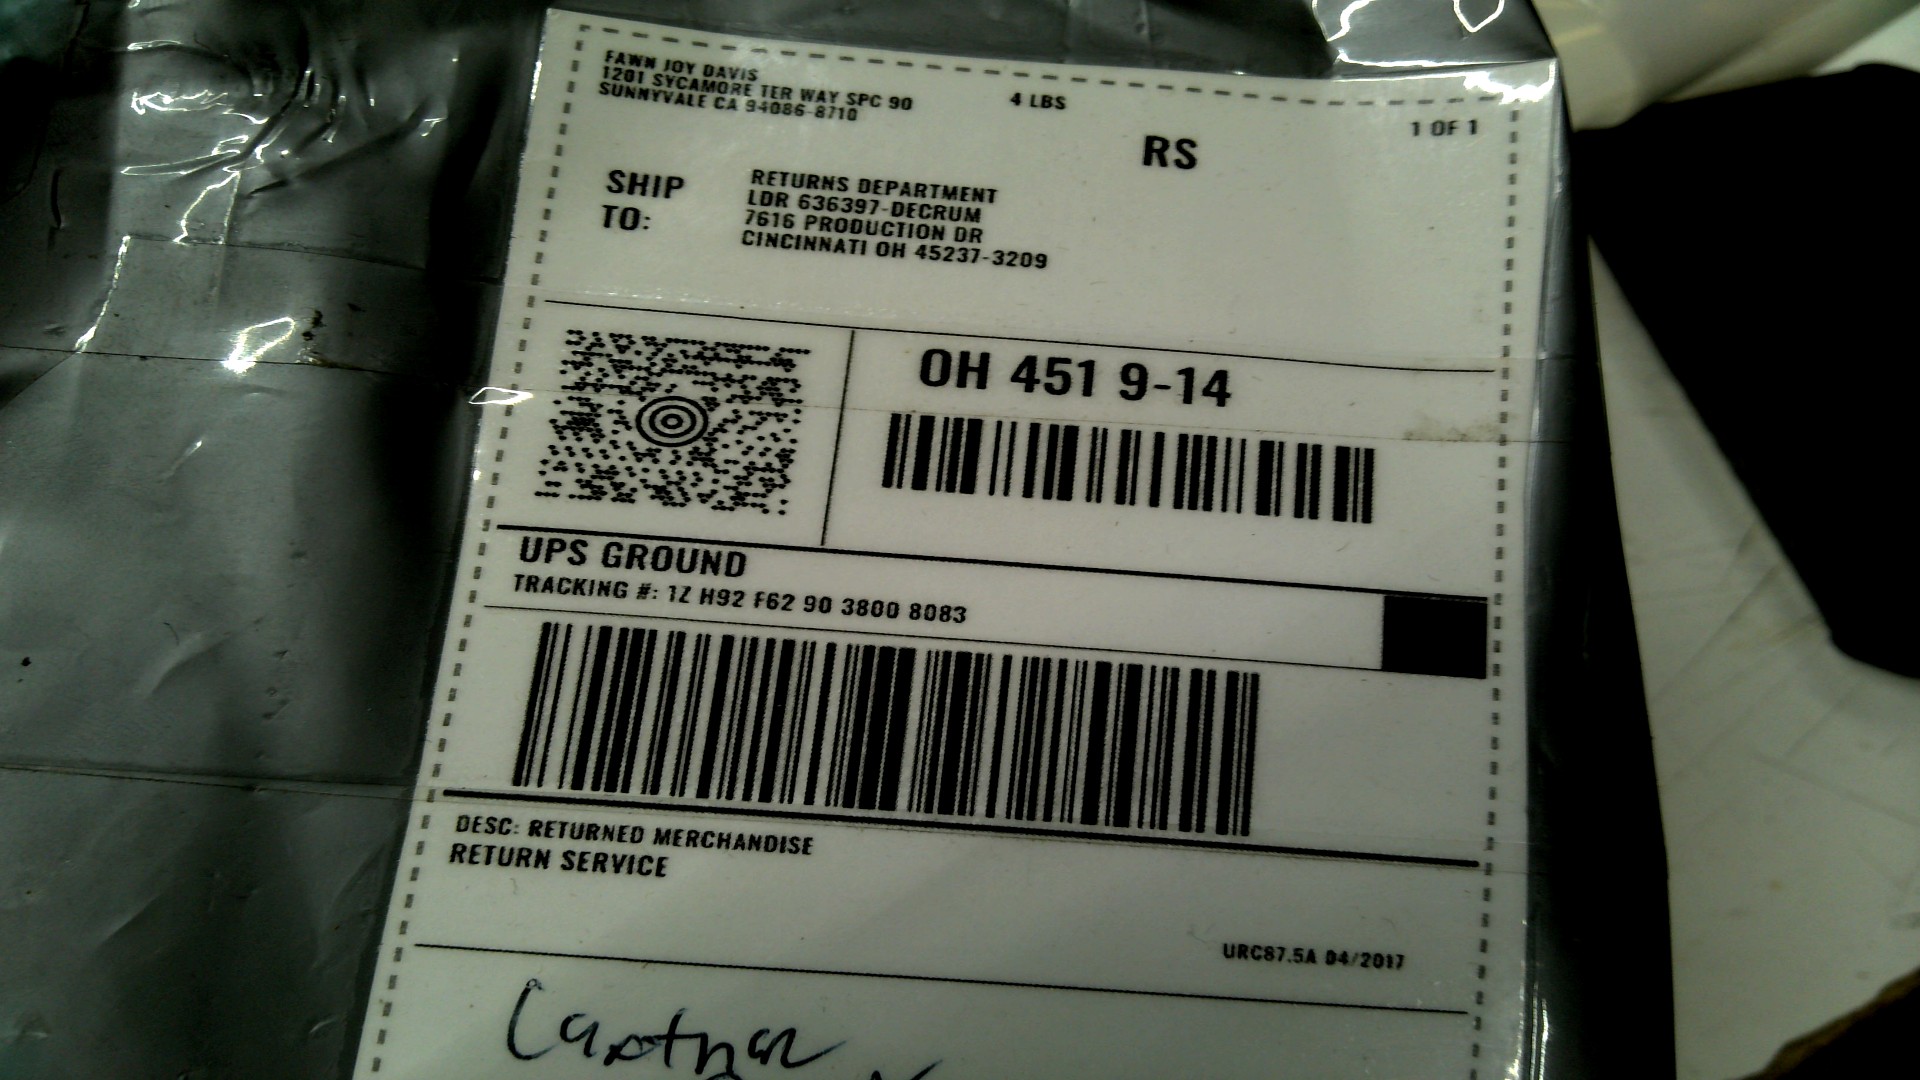 FAWN JOY DAVIS
1201 SYCAMORE TER WAY SPC 90
SUNNYVALE CA 94086-8710
4 LBS
1 OF 1
RS
SHIP TO:
RETURNS DEPARTMENT
LDR 636397-DECRUM
7616 PRODUCTION DR
CINCINNATI OH 45237-3209
OH 451 9-14
UPS GROUND
TRACKING #: 1Z H92 F62 90 3800 8083
DESC: RETURNED MERCHANDISE
RETURN SERVICE
URC87.5A 04/2017